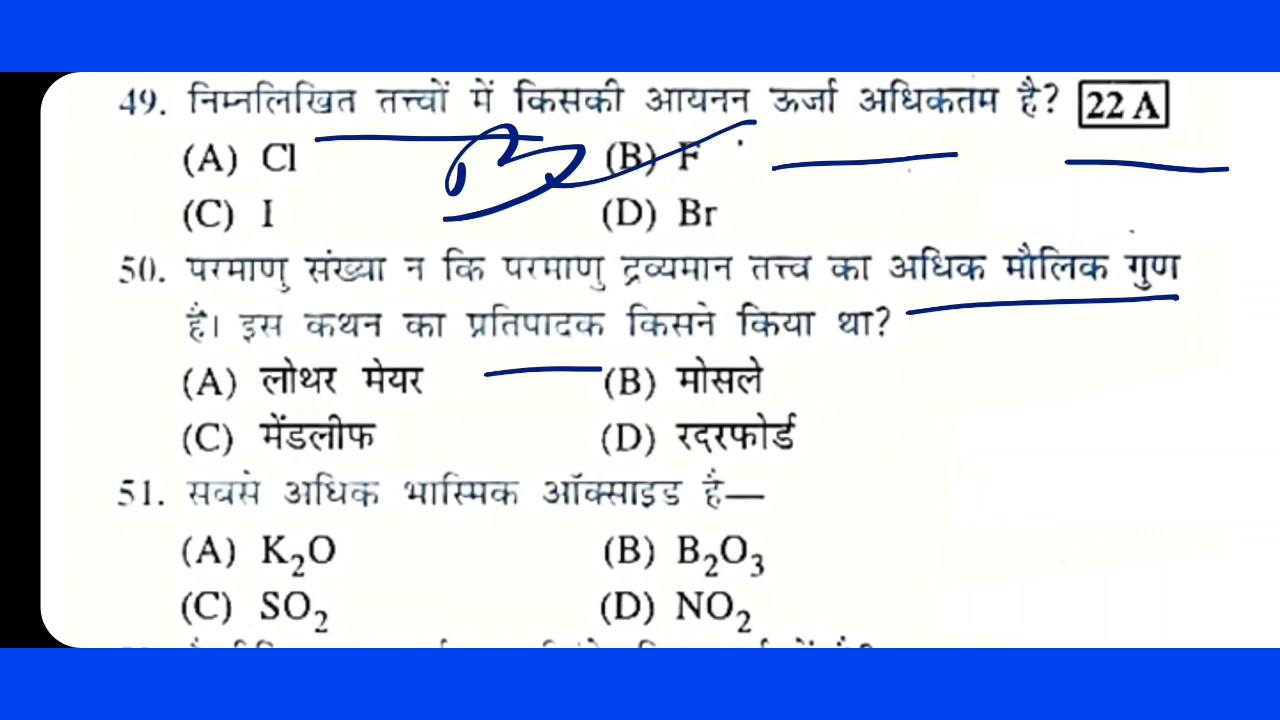 49. निम्नलिखित तत्त्वों में किसकी आयनन ऊर्जा अधिकतम है? 22 A
(A) Cl (B) F
B
(C) I (D) Br
50. परमाणु संख्या न कि परमाणु द्रव्यमान तत्त्व का अधिक मौलिक गुण
है। इस कथन का प्रतिपादक किसने किया था?
(A) लोथर मेयर (B) मोसले
(C) मेंडलीफ (D) रदरफोर्ड
51. सबसे अधिक भास्मिक ऑक्साइड है—
(A) K₂O (B) B₂O₃
(C) SO₂ (D) NO₂